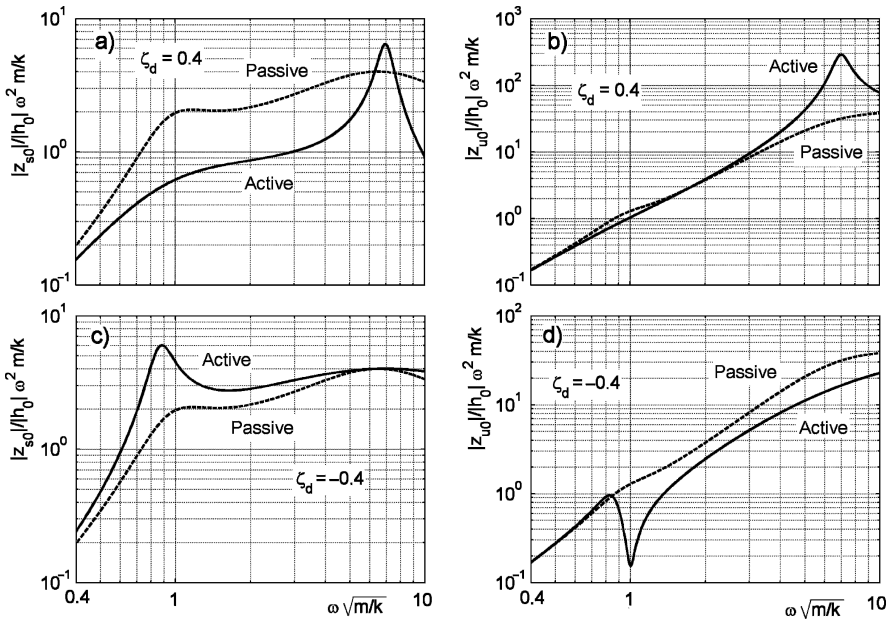 a)
ζd = 0.4
Passive
Active
|zs0|/|h0| ω² m/k
10¹
10⁰
10⁻¹
b)
ζd = 0.4
Active
Passive
|zu0|/|h0| ω² m/k
10³
10²
10¹
10⁰
10⁻¹
c)
Active
Passive
ζd = −0.4
|zs0|/|h0| ω² m/k
10¹
10⁰
10⁻¹
0.4
1
ω √m/k
10
d)
ζd = −0.4
Passive
Active
|zu0|/|h0| ω² m/k
10²
10¹
10⁰
10⁻¹
0.4
1
ω √m/k
10